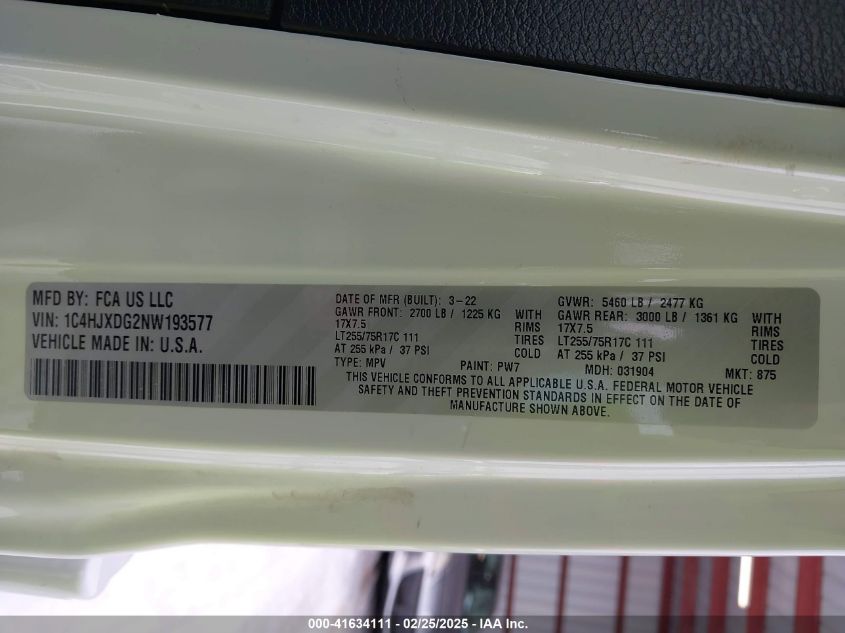 MFD BY: FCA US LLC
VIN: 1C4HJXDG2NW193577
VEHICLE MADE IN: U.S.A.
DATE OF MFR (BUILT): 3-22
GAWR FRONT: 2700 LB / 1225 KG WITH
17X7.5 RIMS
LT255/75R17C 111 TIRES
AT 255 kPa / 37 PSI COLD
TYPE: MPV PAINT: PW7
GVWR: 5460 LB / 2477 KG
GAWR REAR: 3000 LB / 1361 KG WITH
17X7.5 RIMS
LT255/75R17C 111 TIRES
AT 255 kPa / 37 PSI COLD
MDH: 031904 MKT: 875
THIS VEHICLE CONFORMS TO ALL APPLICABLE U.S.A. FEDERAL MOTOR VEHICLE
SAFETY AND THEFT PREVENTION STANDARDS IN EFFECT ON THE DATE OF
MANUFACTURE SHOWN ABOVE.
000-41634111 - 02/25/2025 - IAA Inc.